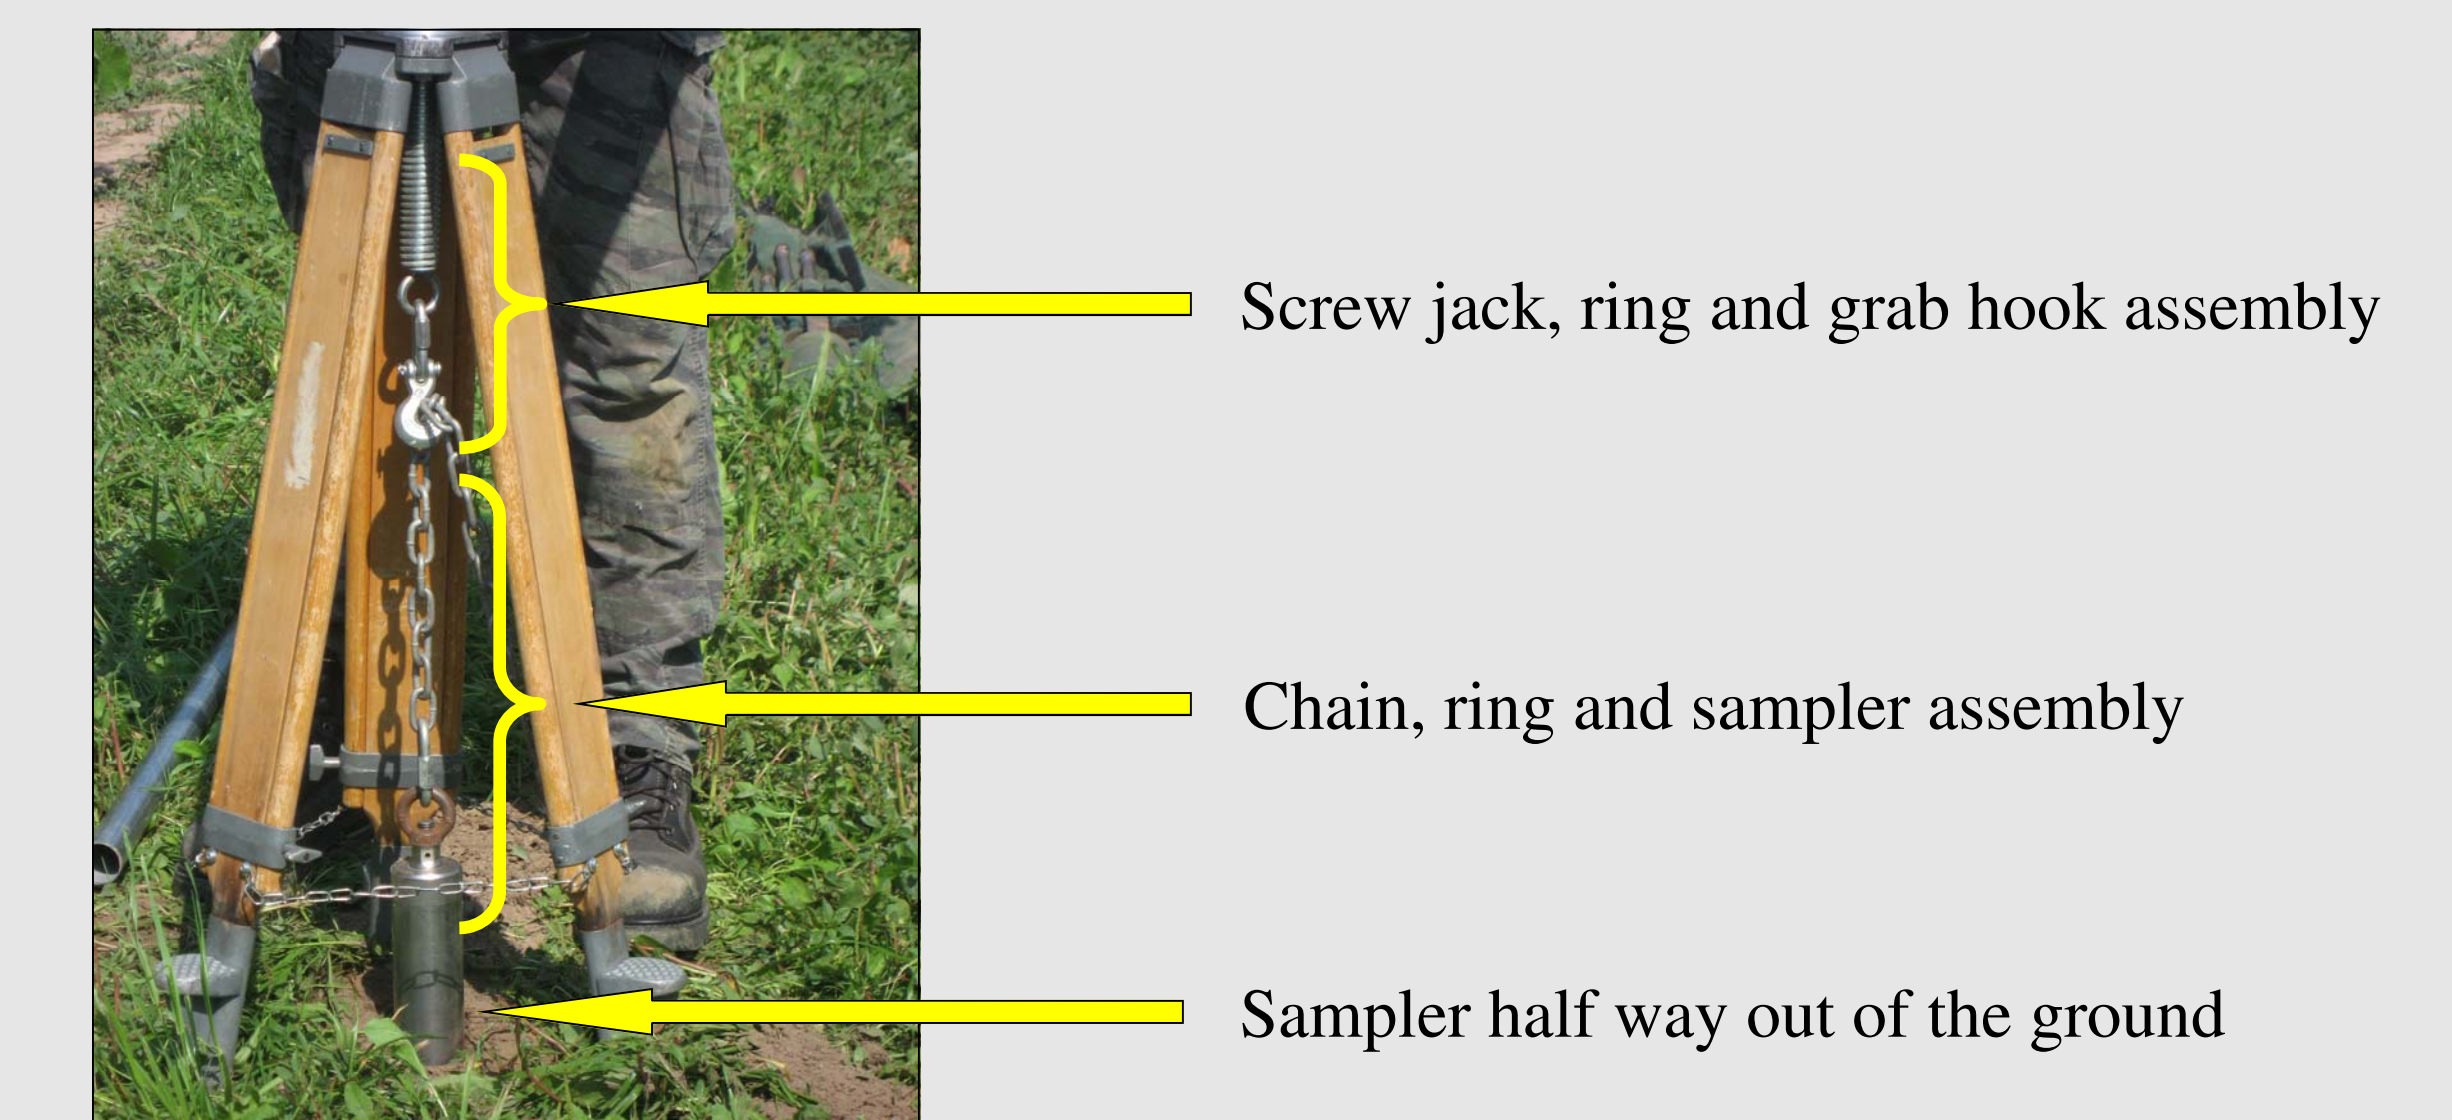 Screw jack, ring and grab hook assembly
Chain, ring and sampler assembly
Sampler half way out of the ground